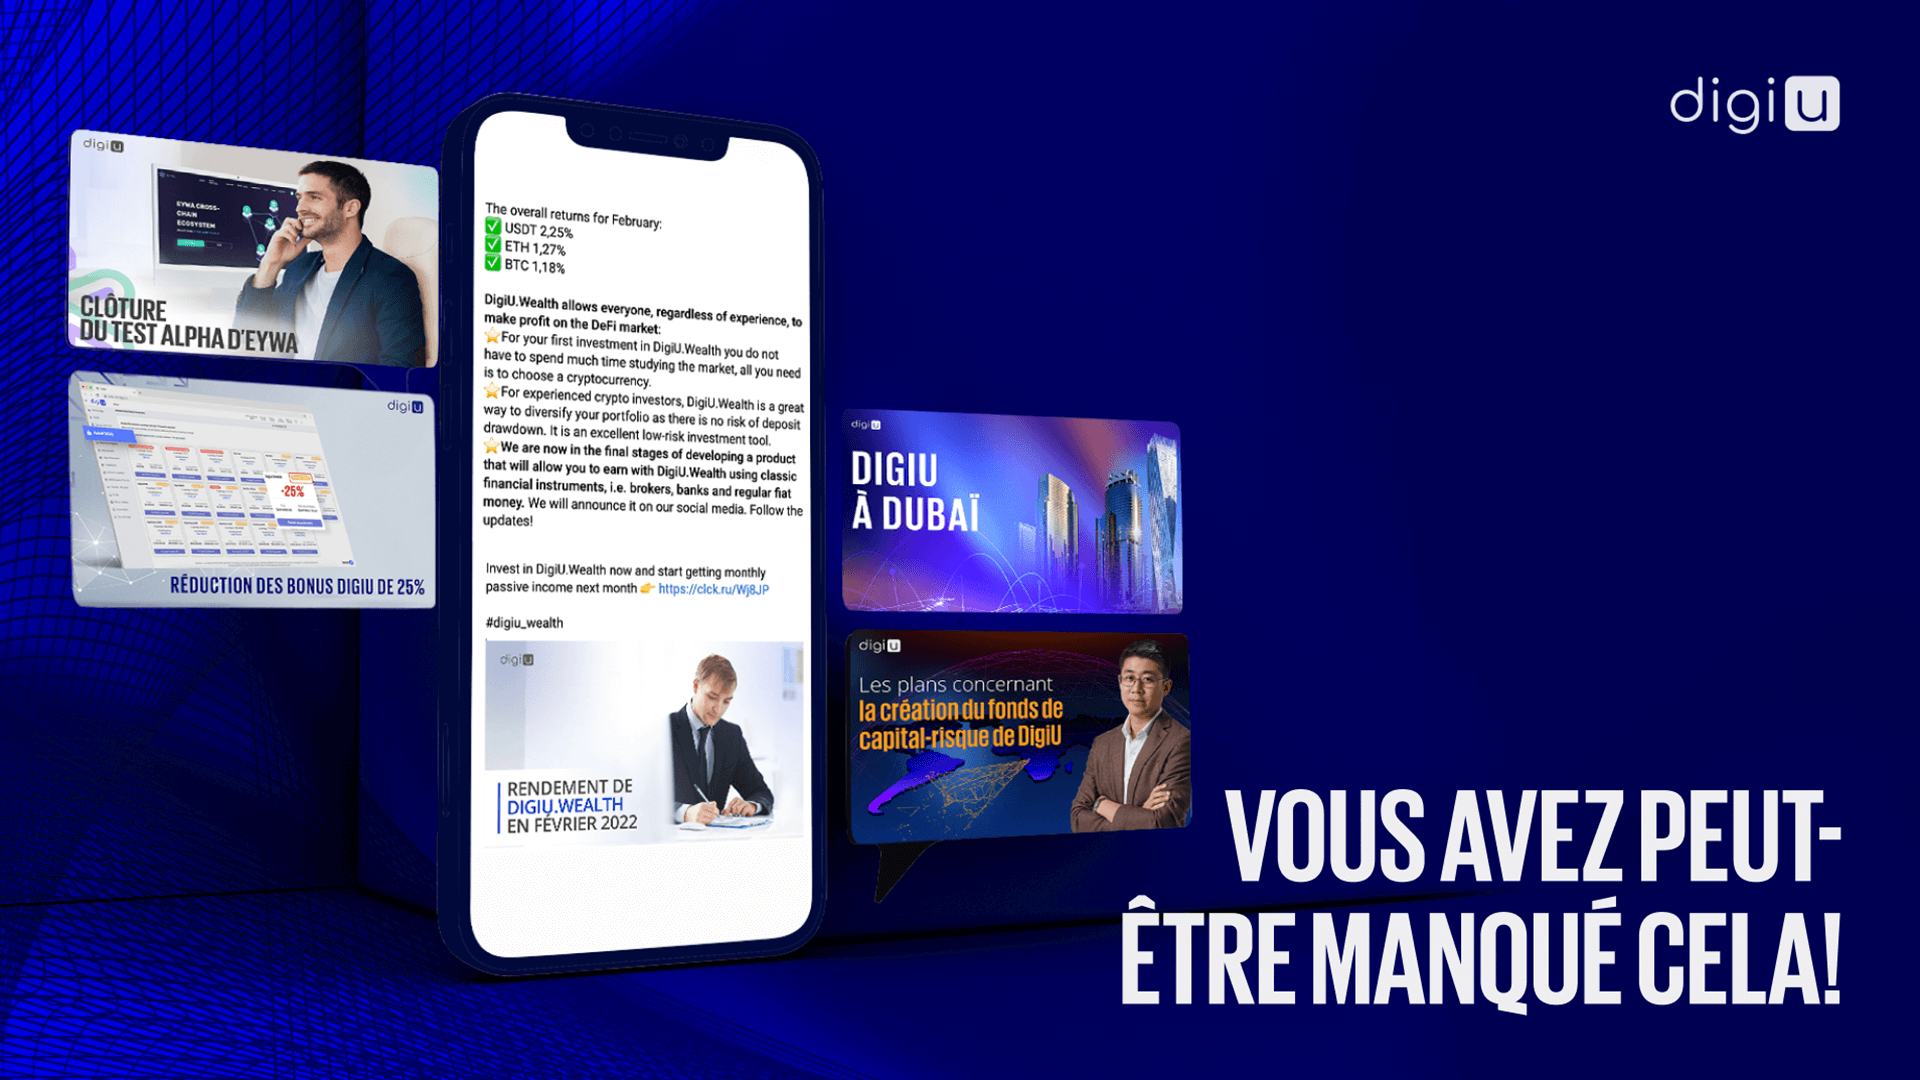 digiu
digiu
EYWA CROSS-
CHAIN
ECOSYSTEM
CLÔTURE
DU TEST ALPHA D'EYWA
digiu
-25%
RÉDUCTION DES BONUS DIGIU DE 25%
The overall returns for February:
✅ USDT 2,25%
✅ ETH 1,27%
✅ BTC 1,18%
DigiU.Wealth allows everyone, regardless of experience, to
make profit on the DeFi market:
⭐For your first investment in DigiU.Wealth you do not
have to spend much time studying the market, all you need
is to choose a cryptocurrency.
⭐For experienced crypto investors, DigiU.Wealth is a great
way to diversify your portfolio as there is no risk of deposit
drawdown. It is an excellent low-risk investment tool.
⭐We are now in the final stages of developing a product
that will allow you to earn with DigiU.Wealth using classic
financial instruments, i.e. brokers, banks and regular fiat
money. We will announce it on our social media. Follow the
updates!
Invest in DigiU.Wealth now and start getting monthly
passive income next month 👉 https://clck.ru/Wj8JP
#digiu_wealth
digiu
RENDEMENT DE
DIGIU.WEALTH
EN FÉVRIER 2022
digiu
DIGIU
À DUBAÏ
digiu
Les plans concernant
la création du fonds de
capital-risque de DigiU
VOUS AVEZ PEUT-
ÊTRE MANQUÉ CELA!